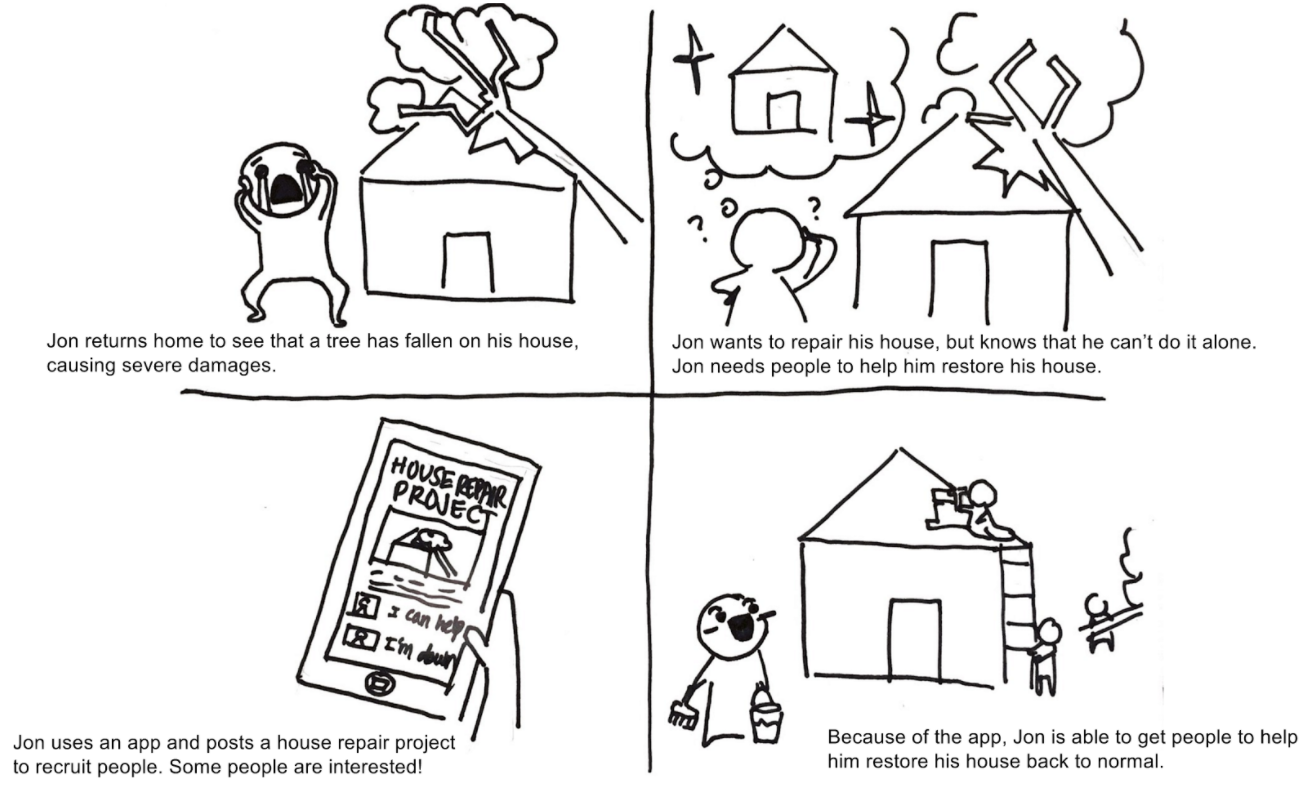 Jon returns home to see that a tree has fallen on his house,
causing severe damages.
? ?
Jon wants to repair his house, but knows that he can't do it alone.
Jon needs people to help him restore his house.
HOUSE REPAIR
PROJECT
I can help
I'm down
Jon uses an app and posts a house repair project
to recruit people. Some people are interested!
Because of the app, Jon is able to get people to help
him restore his house back to normal.